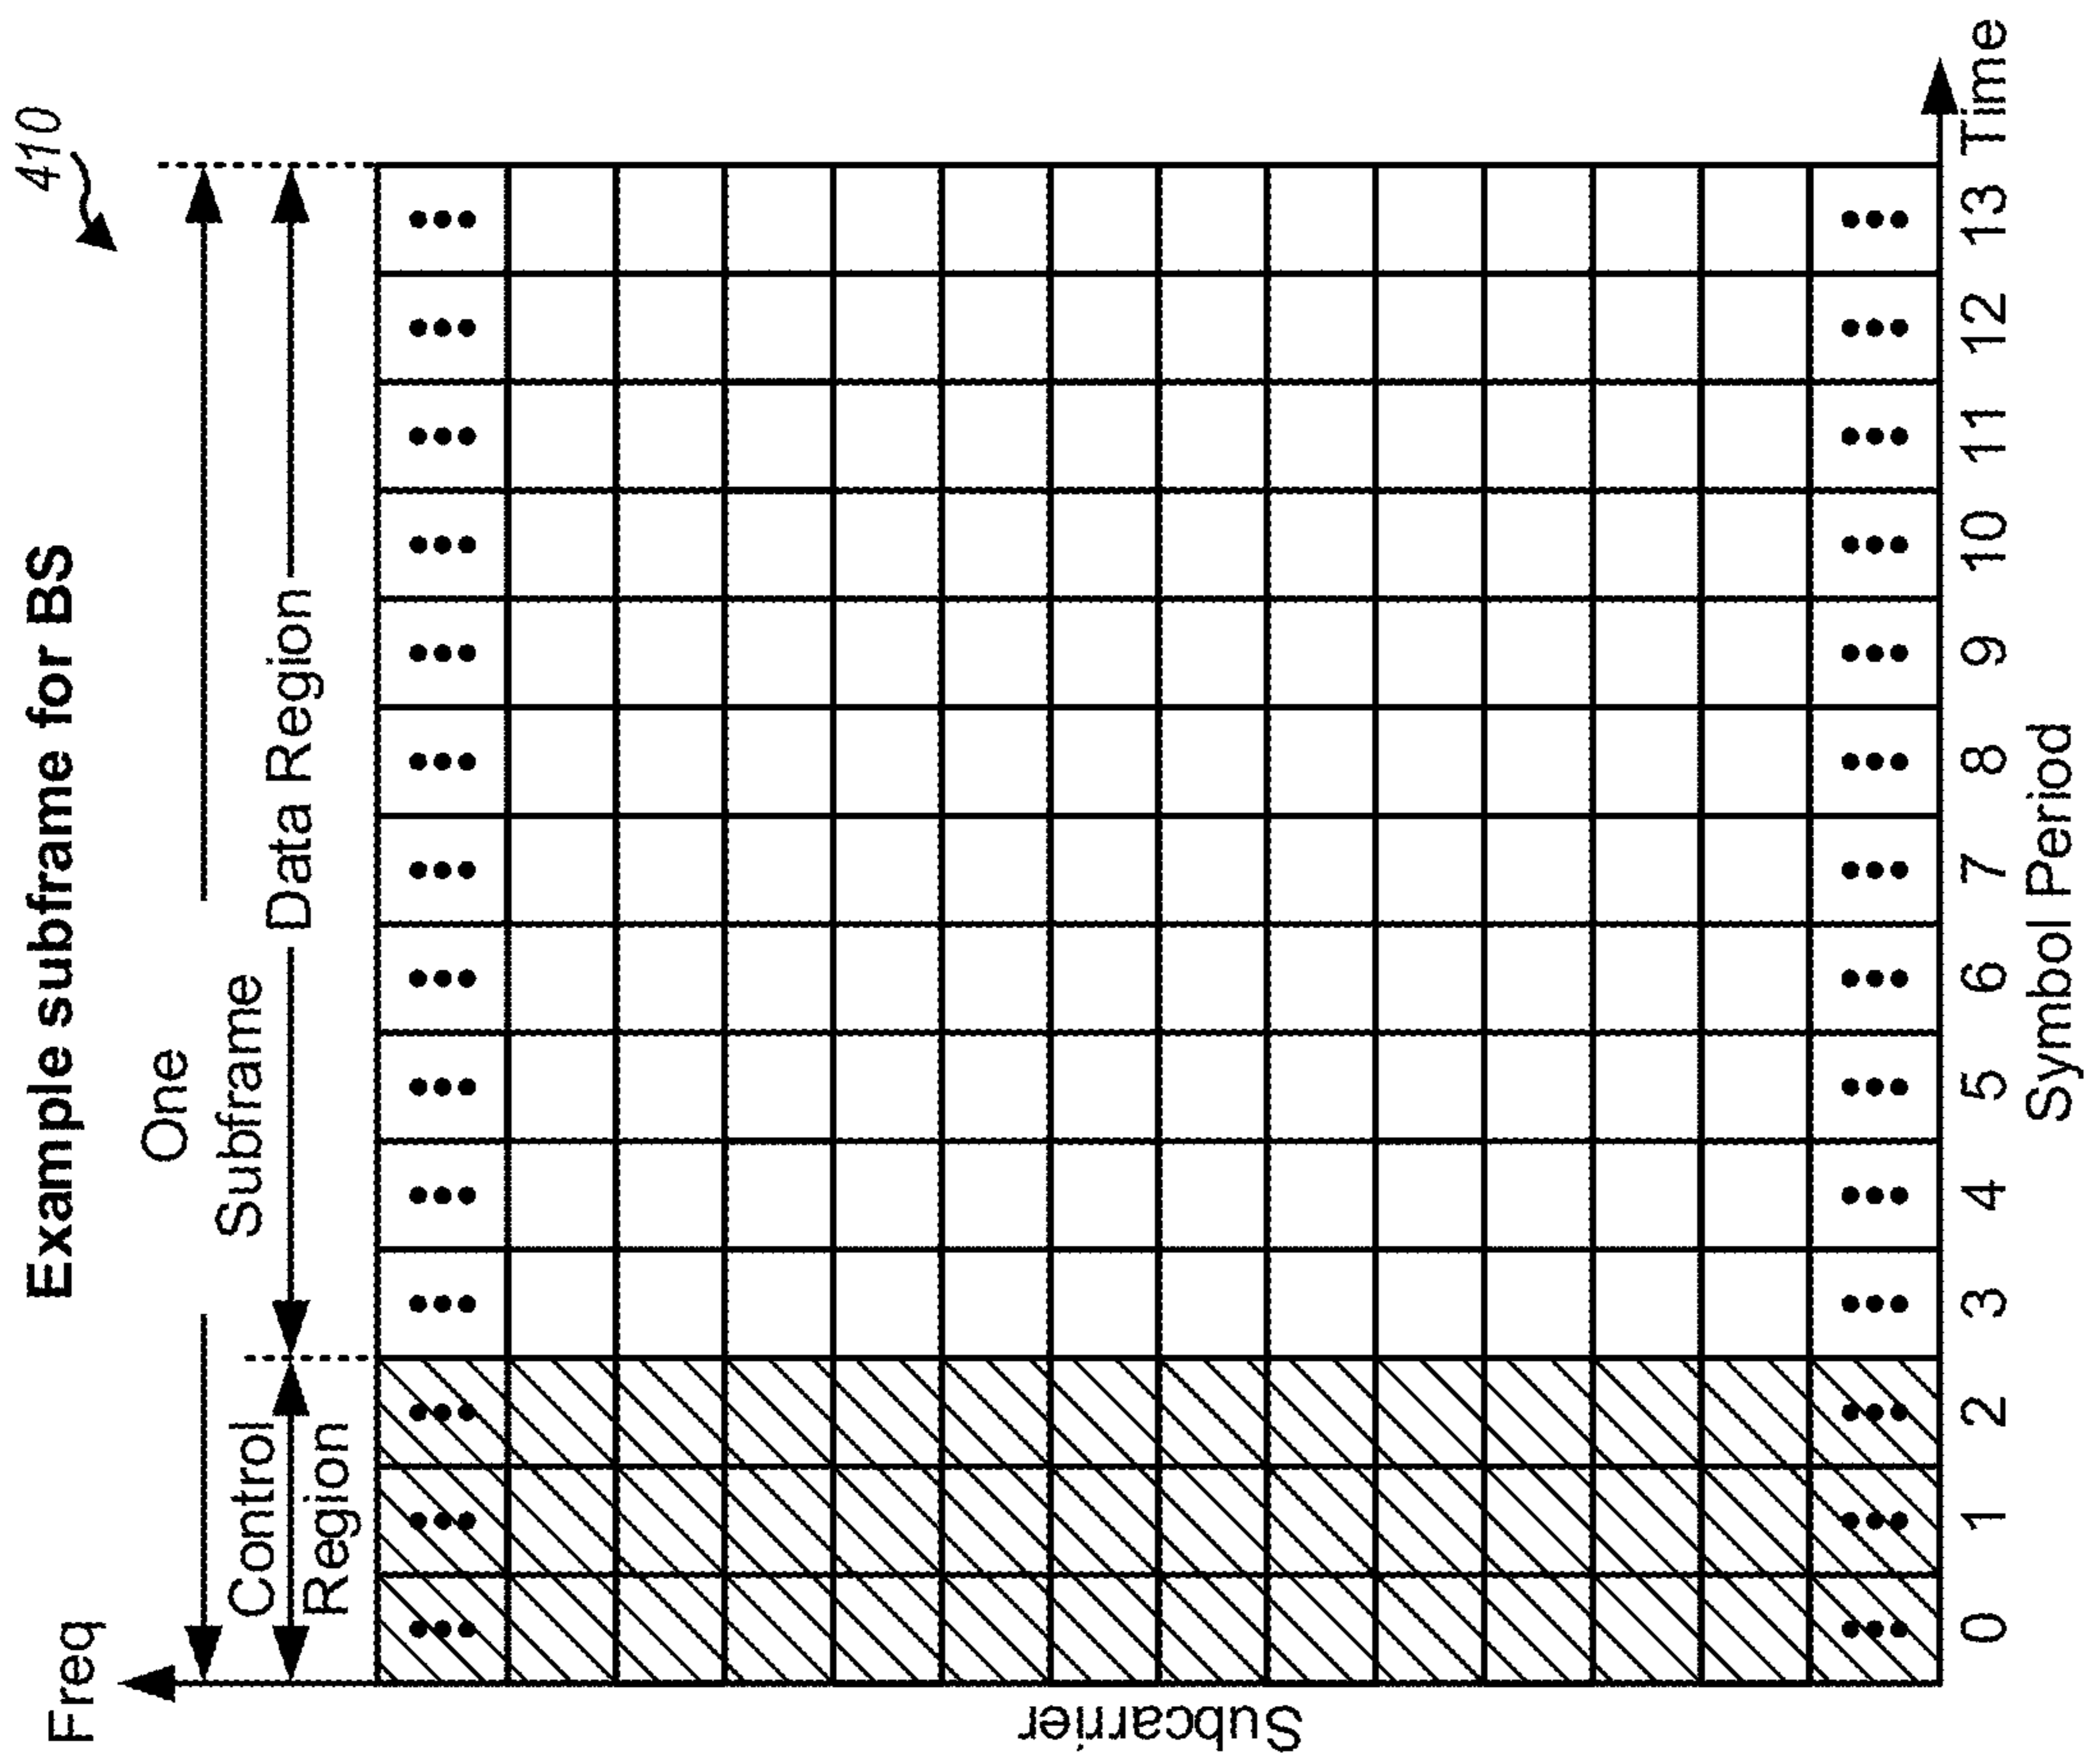 Example subframe for BS
410
Freq
One
Subframe
Control
Region
Data Region
Subcarrier
0 1 2 3 4 5 6 7 8 9 10 11 12 13
Time
Symbol Period